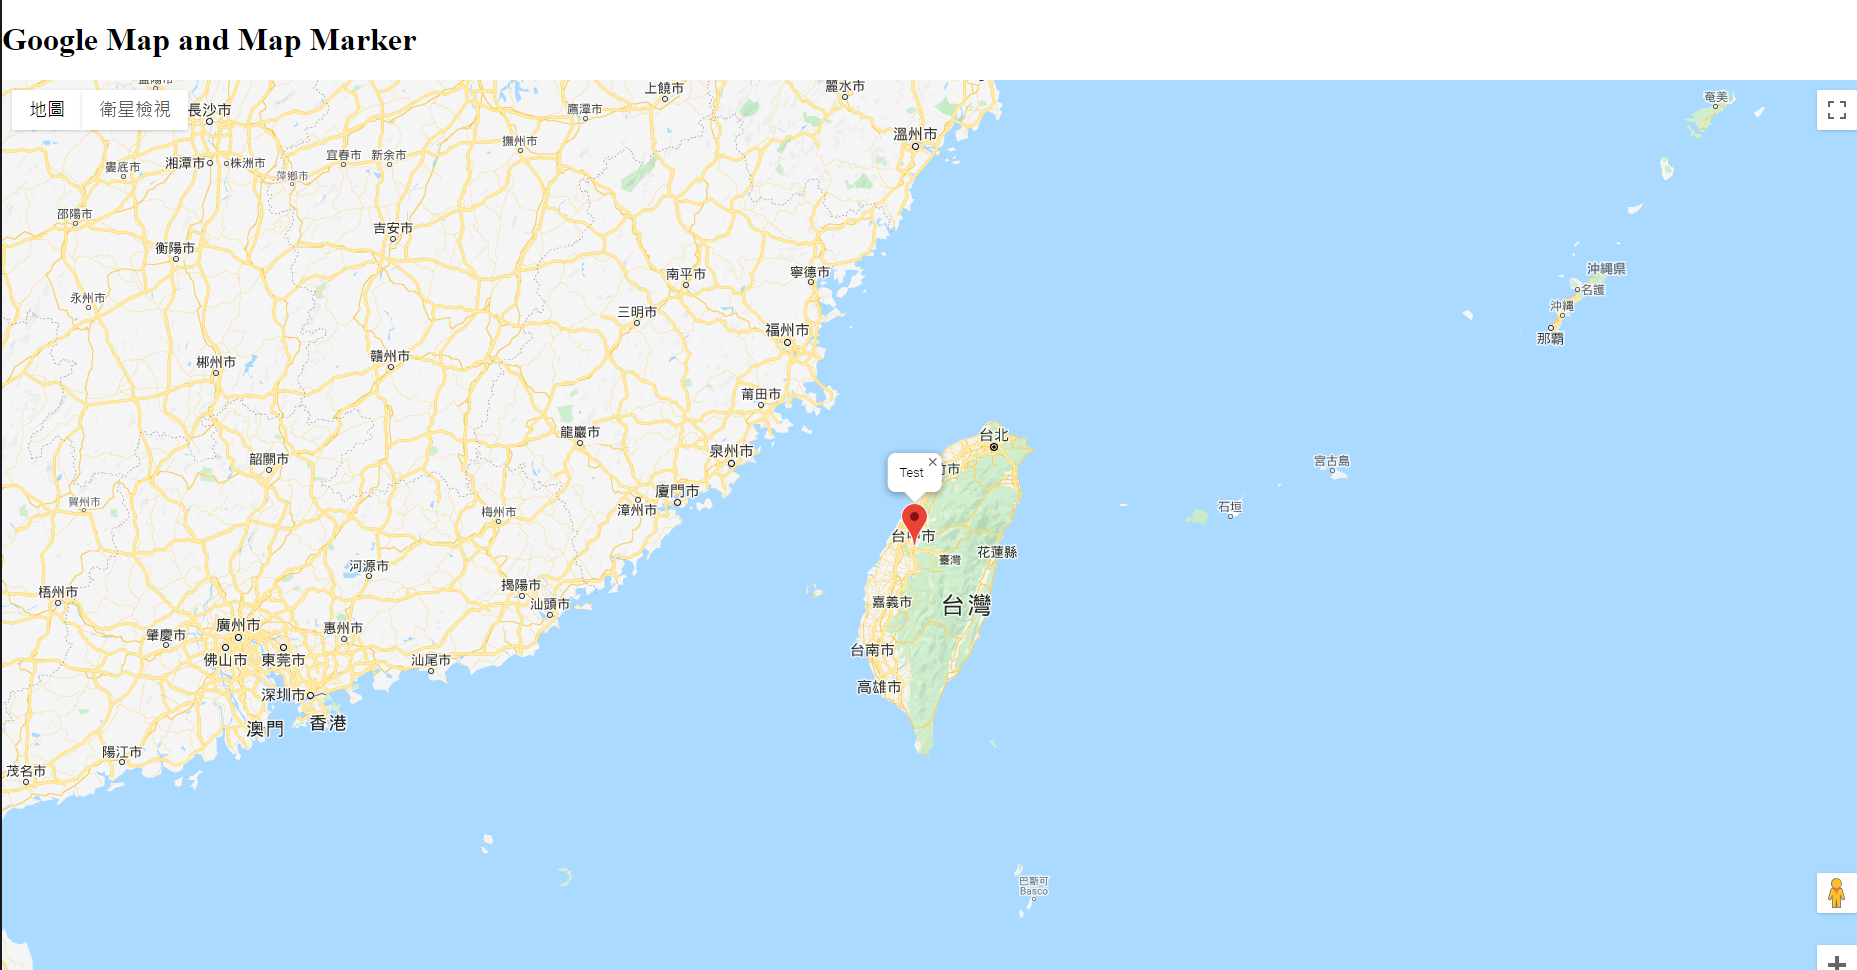 Google Map and Map Marker
地圖
衛星檢視
長沙市
上饒市
麗水市
奄美
鷹潭市
溫州市
撫州市
婁底市
湘潭市
株洲市
宜春市
新余市
萍鄉市
邵陽市
吉安市
衡陽市
南平市
寧德市
沖縄県
名護
永州市
三明市
沖縄
福州市
那覇
郴州市
贛州市
莆田市
龍巖市
台北
泉州市
韶關市
Test
竹市
宮古島
廈門市
賀州市
梅州市
漳州市
石垣
台中市
花蓮縣
臺灣
河源市
揭陽市
梧州市
汕頭市
嘉義市
台灣
廣州市
惠州市
肇慶市
佛山市
東莞市
汕尾市
台南市
深圳市
高雄市
澳門
香港
陽江市
茂名市
巴斯可
Basco